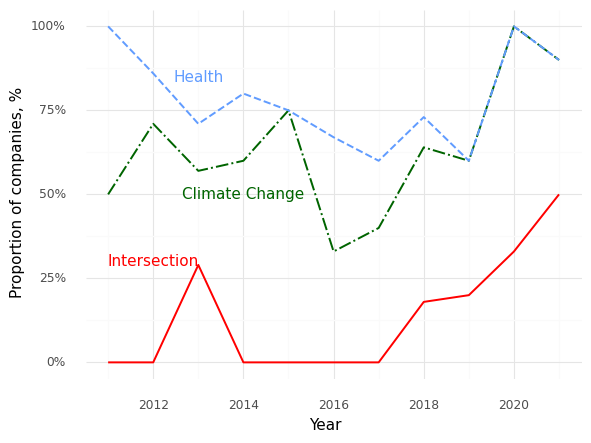 100%
Health
75%
Climate Change
50%
Intersection
25%
0%
Proportion of companies, %
2012 2014 2016 2018 2020
Year